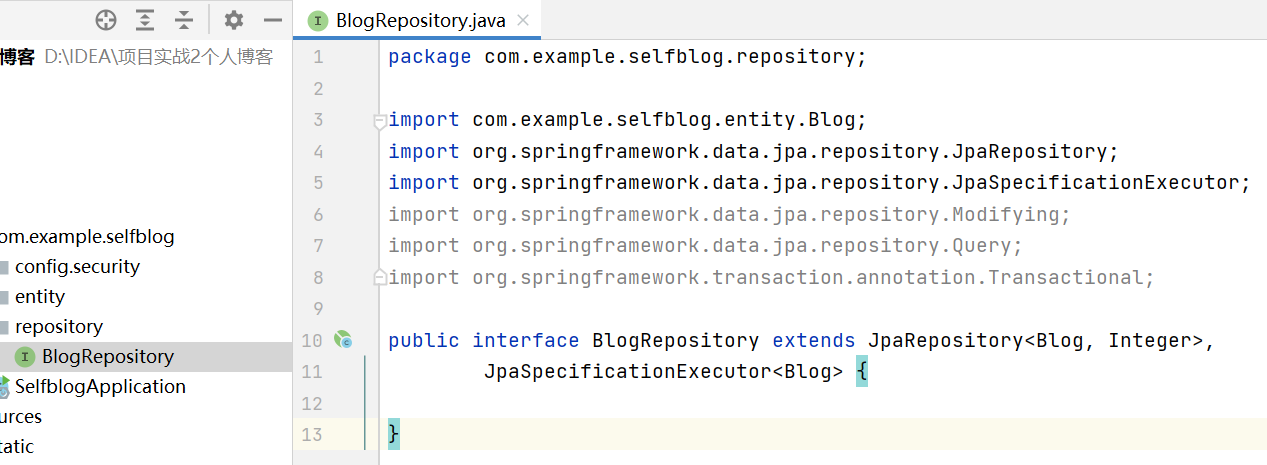 BlogRepository.java
博客 D:\IDEA\项目实战2个人博客
om.example.selfblog
config.security
entity
repository
BlogRepository
SelfblogApplication
urces
tatic
1 package com.example.selfblog.repository;
2
3 import com.example.selfblog.entity.Blog;
4 import org.springframework.data.jpa.repository.JpaRepository;
5 import org.springframework.data.jpa.repository.JpaSpecificationExecutor;
6 import org.springframework.data.jpa.repository.Modifying;
7 import org.springframework.data.jpa.repository.Query;
8 import org.springframework.transaction.annotation.Transactional;
9
10 public interface BlogRepository extends JpaRepository<Blog, Integer>,
11 JpaSpecificationExecutor<Blog> {
12
13 }